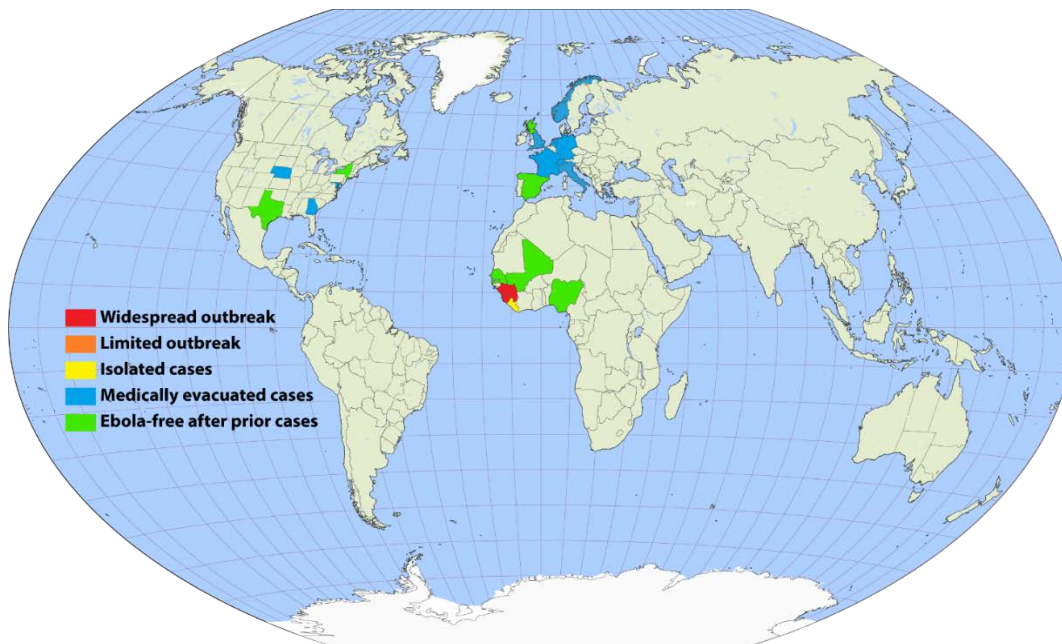 Widespread outbreak
Limited outbreak
Isolated cases
Medically evacuated cases
Ebola-free after prior cases